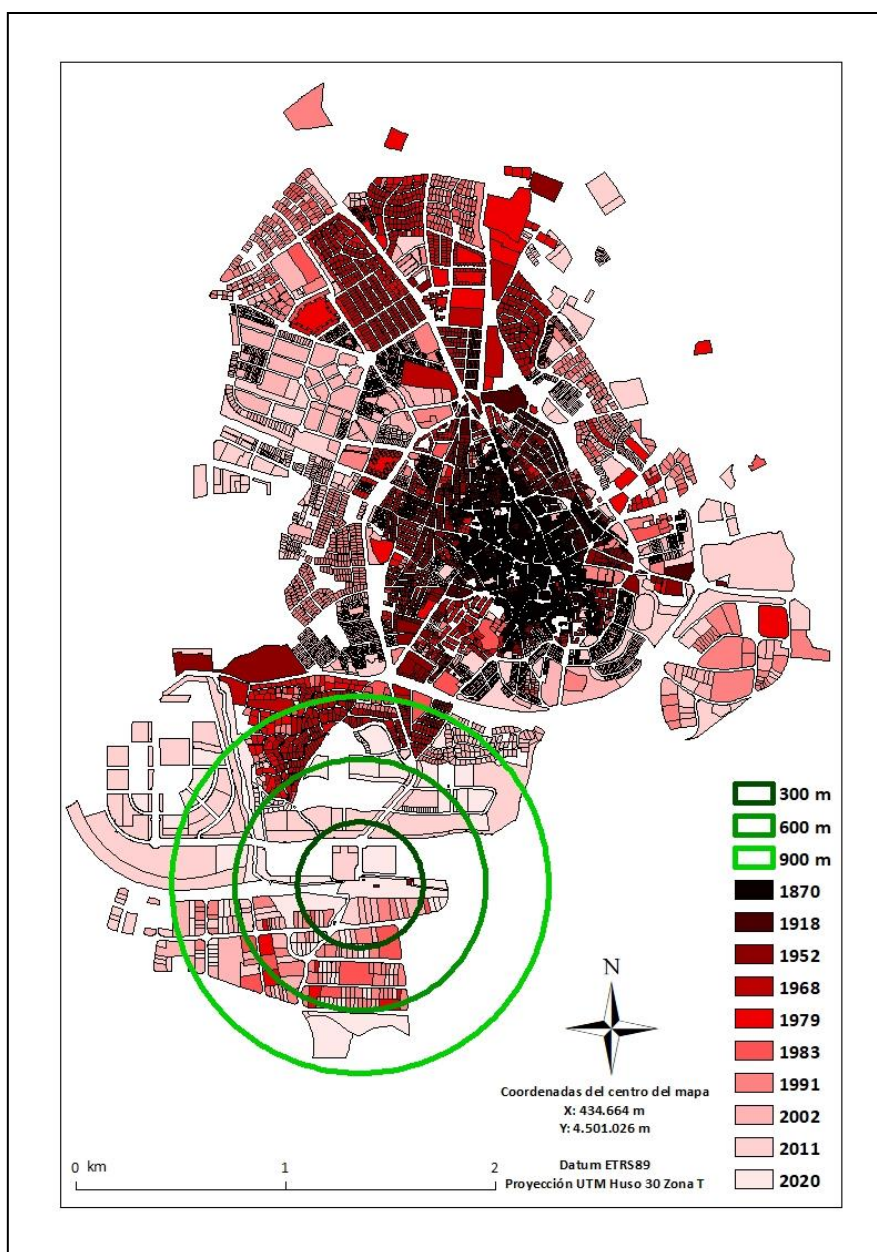 300 m
600 m
900 m
1870
1918
1952
1968
1979
1983
1991
2002
2011
2020
N
Coordenadas del centro del mapa
X: 434.664 m
Y: 4.501.026 m
Datum ETRS89
Proyección UTM Huso 30 Zona T
0 km 1 2